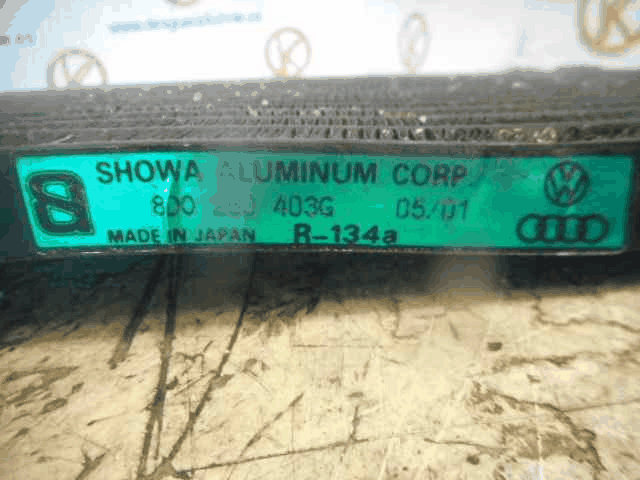 SHOWA ALUMINUM CORP.
8D0 403G 05/01
MADE IN JAPAN R-134a